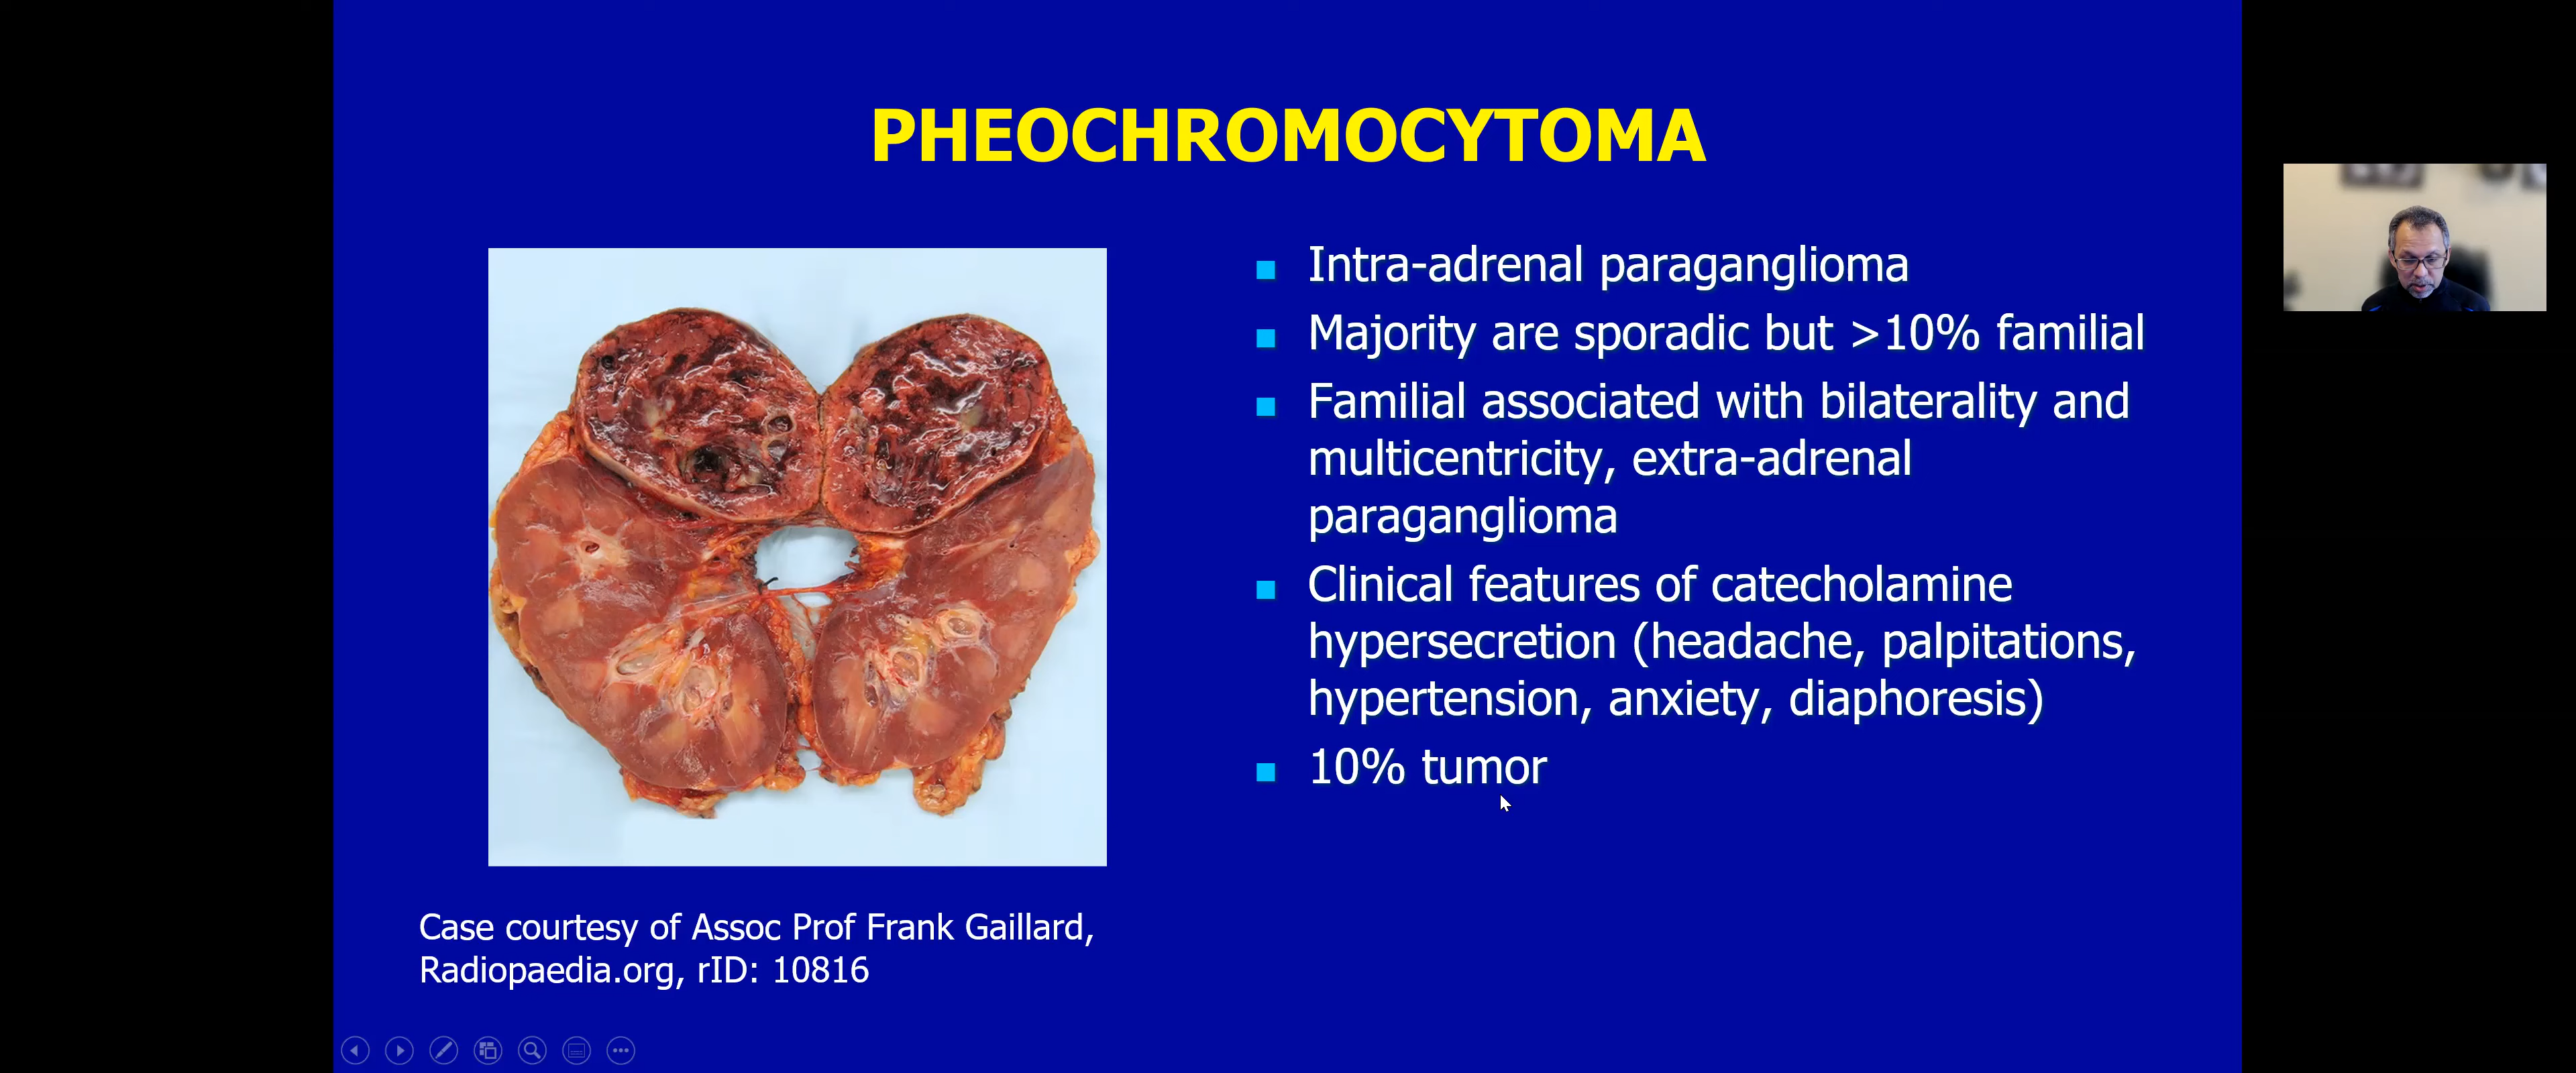 PHEOCHROMOCYTOMA
Intra-adrenal paraganglioma
Majority are sporadic but >10% familial
Familial associated with bilaterality and
multicentricity, extra-adrenal
paraganglioma
Clinical features of catecholamine
hypersecretion (headache, palpitations,
hypertension, anxiety, diaphoresis)
10% tumor
Case courtesy of Assoc Prof Frank Gaillard,
Radiopaedia.org, rID: 10816